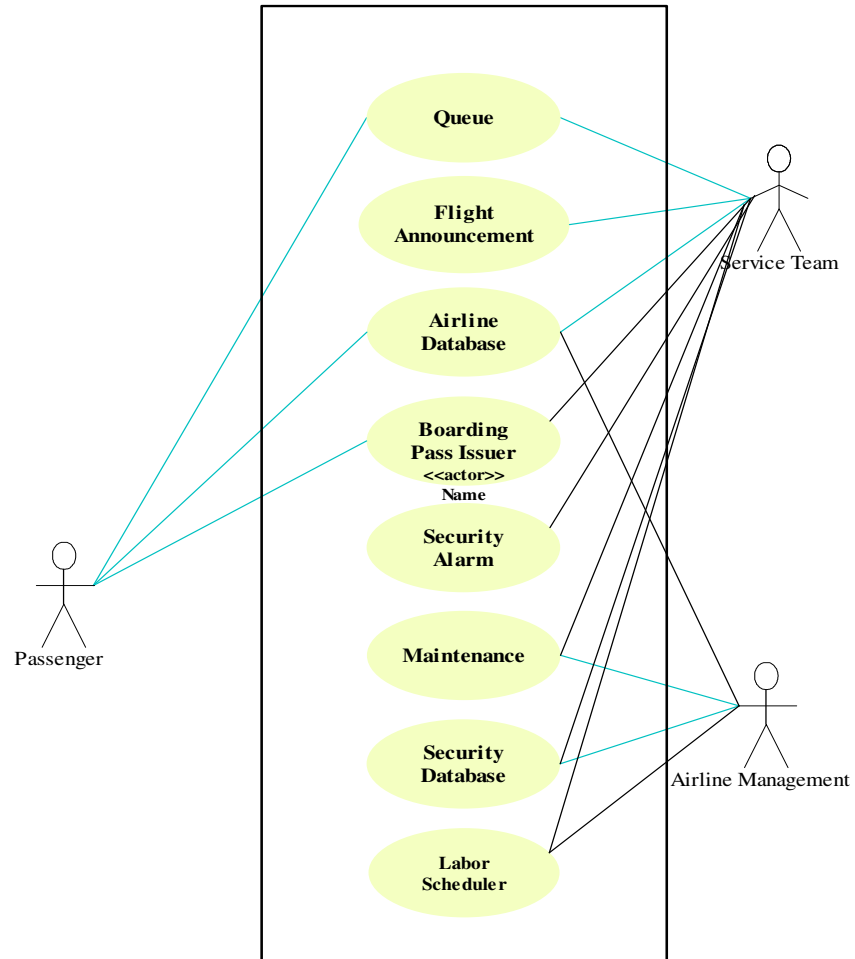 Queue
Flight
Announcement
Service Team
Airline
Database
Boarding
Pass Issuer
<<actor>>
Name
Security
Alarm
Passenger
Maintenance
Security
Database
Airline Management
Labor
Scheduler